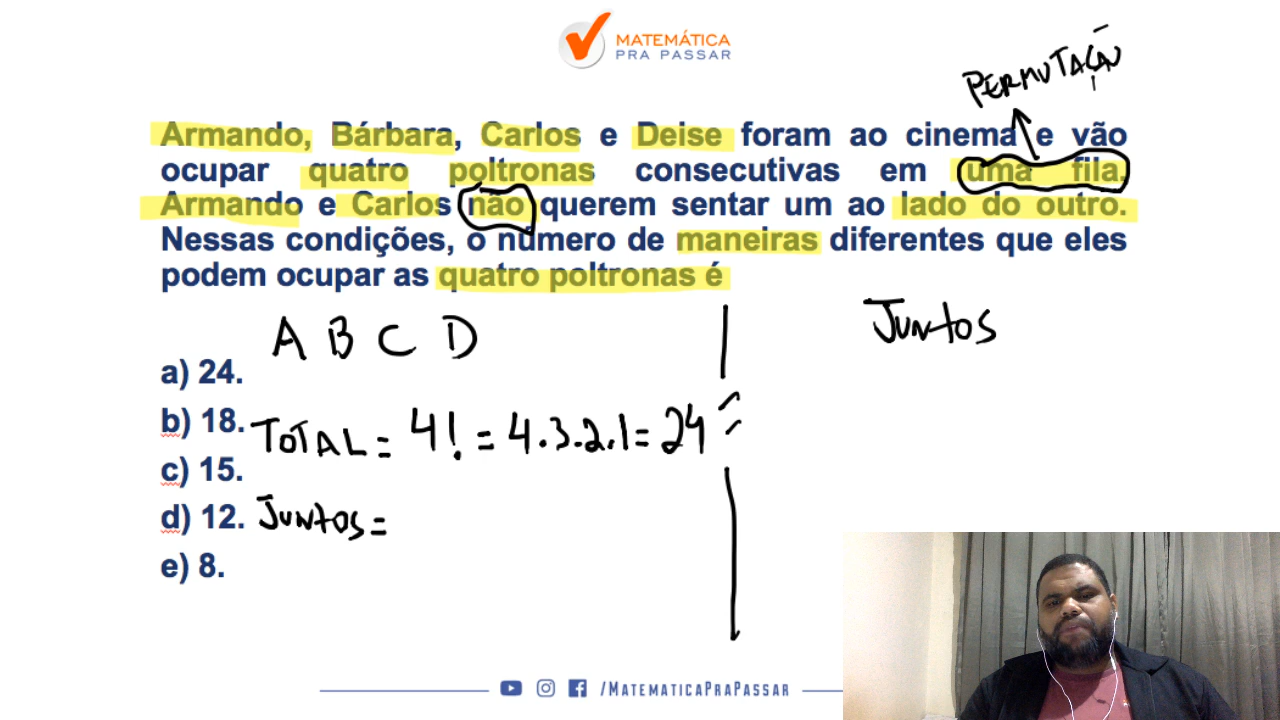 MATEMÁTICA
PRA PASSAR
PERMUTAÇÃO
Armando, Bárbara, Carlos e Deise foram ao cinema e vão
ocupar quatro poltronas consecutivas em uma fila.
Armando e Carlos não querem sentar um ao lado do outro.
Nessas condições, o número de maneiras diferentes que eles
podem ocupar as quatro poltronas é
A B C D
JUNTOS
a) 24.
b) 18.
TOTAL = 4! = 4.3.2.1 = 24
c) 15.
d) 12.
JUNTOS =
e) 8.
/MATEMATICAPRAPASSAR